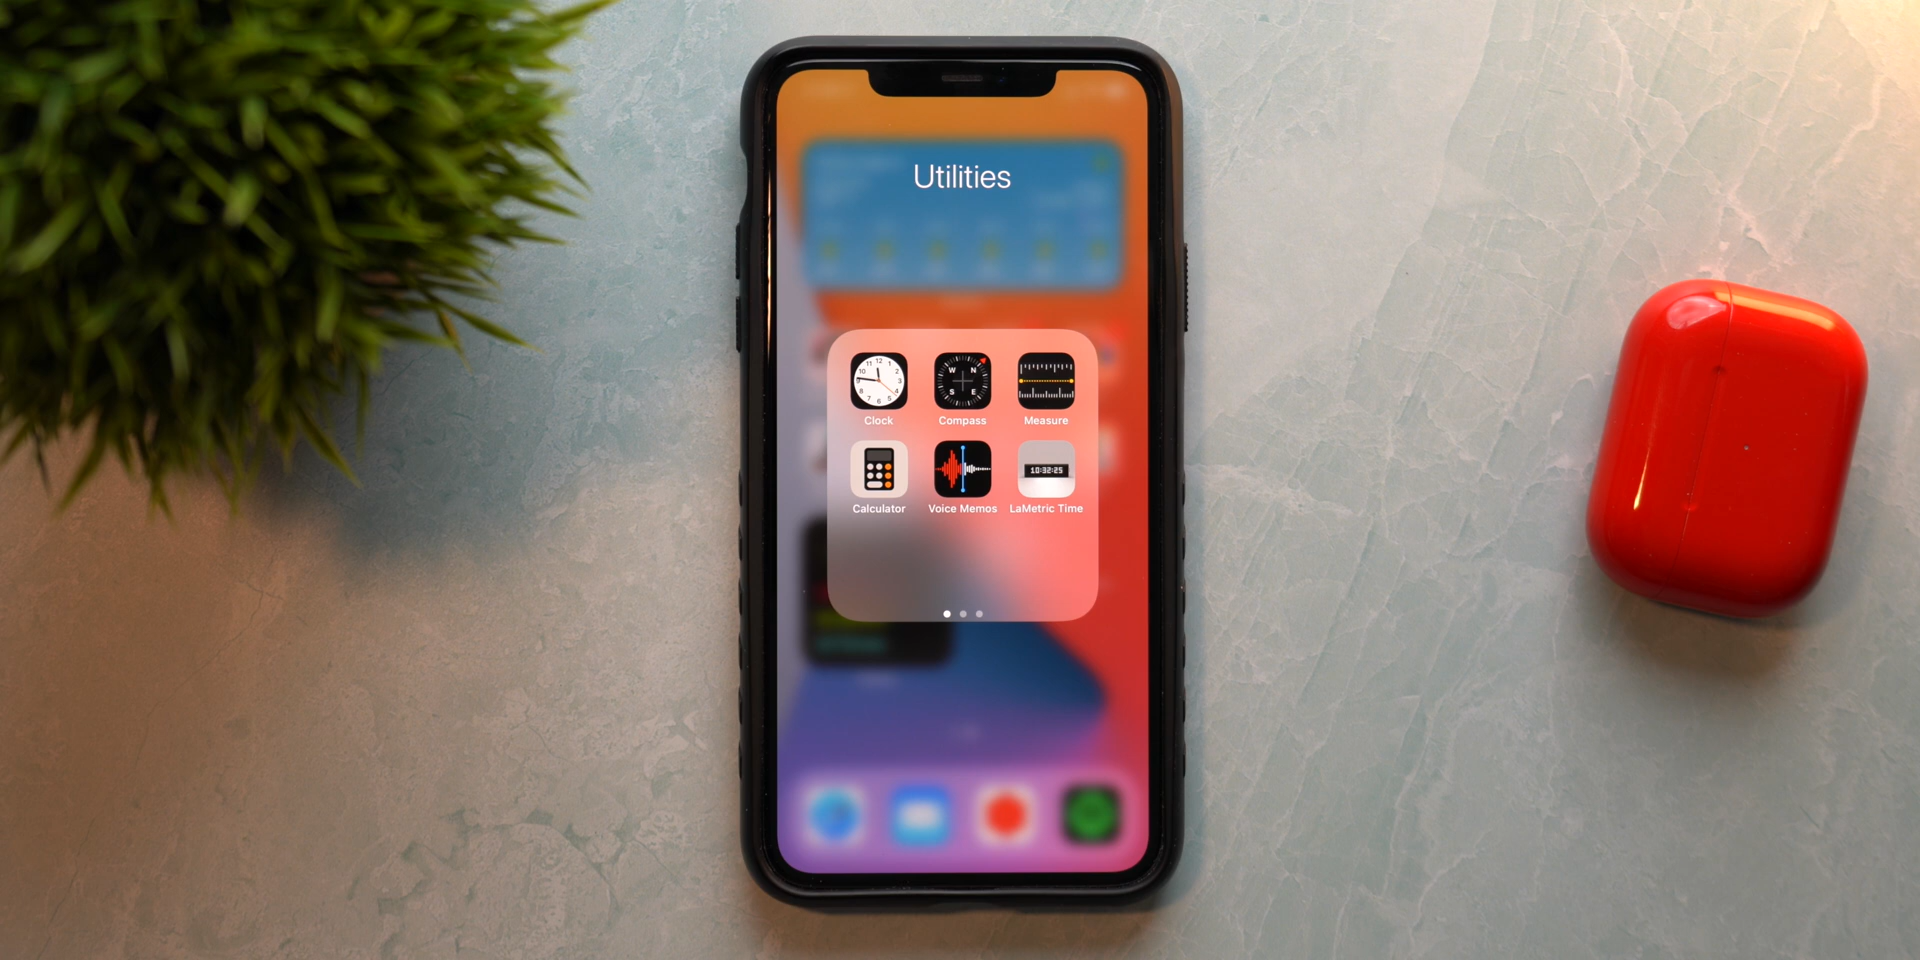 Utilities
Clock Compass Measure
10:32:25
Calculator Voice Memos LaMetric Time